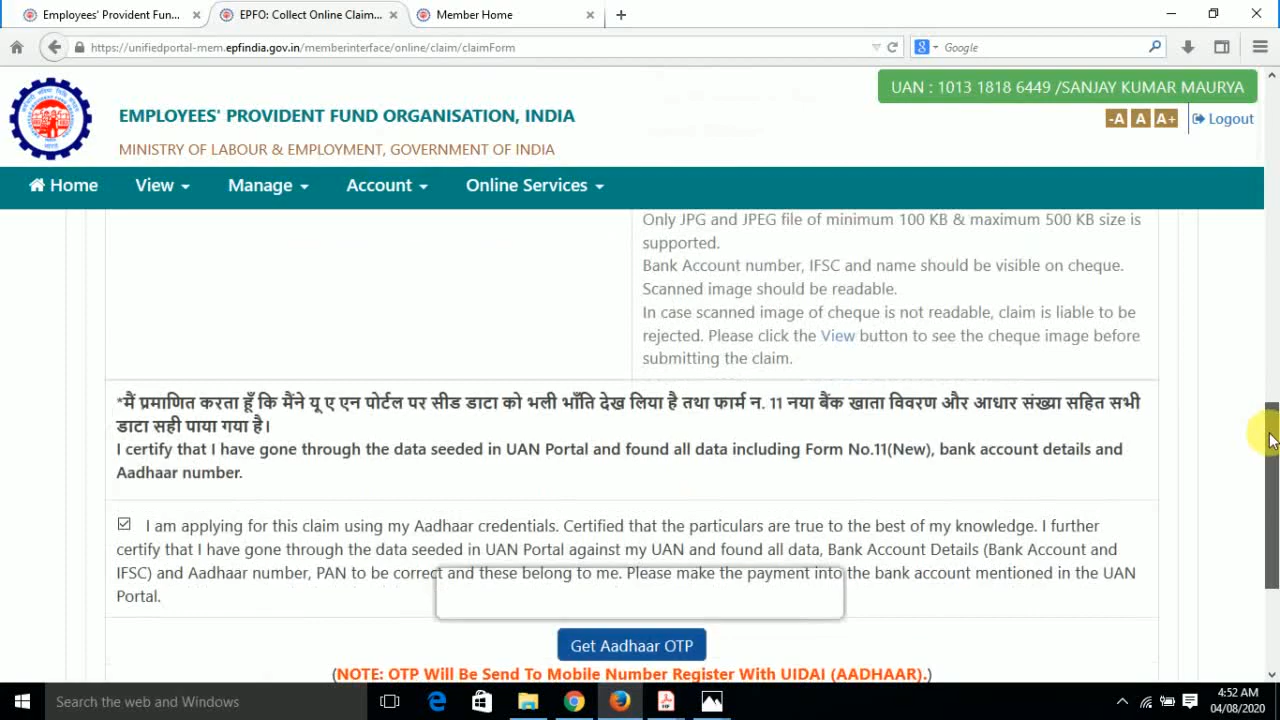 Employees' Provident Fun...
EPFO: Collect Online Claim...
Member Home
https://unifiedportal-mem.epfindia.gov.in/memberinterface/online/claim/claimForm
Google
UAN : 1013 1818 6449 /SANJAY KUMAR MAURYA
EMPLOYEES' PROVIDENT FUND ORGANISATION, INDIA
-A A A+ Logout
MINISTRY OF LABOUR & EMPLOYMENT, GOVERNMENT OF INDIA
Home View Manage Account Online Services
Only JPG and JPEG file of minimum 100 KB & maximum 500 KB size is
supported.
Bank Account number, IFSC and name should be visible on cheque.
Scanned image should be readable.
In case scanned image of cheque is not readable, claim is liable to be
rejected. Please click the View button to see the cheque image before
submitting the claim.
*मैं प्रमाणित करता हूँ कि मैंने यू ए एन पोर्टल पर सीड डाटा को भली भाँति देख लिया है तथा फार्म न. 11 नया बैंक खाता विवरण और आधार संख्या सहित सभी
डाटा सही पाया गया है।
I certify that I have gone through the data seeded in UAN Portal and found all data including Form No.11(New), bank account details and
Aadhaar number.
I am applying for this claim using my Aadhaar credentials. Certified that the particulars are true to the best of my knowledge. I further
certify that I have gone through the data seeded in UAN Portal against my UAN and found all data, Bank Account Details (Bank Account and
IFSC) and Aadhaar number, PAN to be correct and these belong to me. Please make the payment into the bank account mentioned in the UAN
Portal.
Get Aadhaar OTP
(NOTE: OTP Will Be Send To Mobile Number Register With UIDAI (AADHAAR).)
Search the web and Windows
4:52 AM
04/08/2020